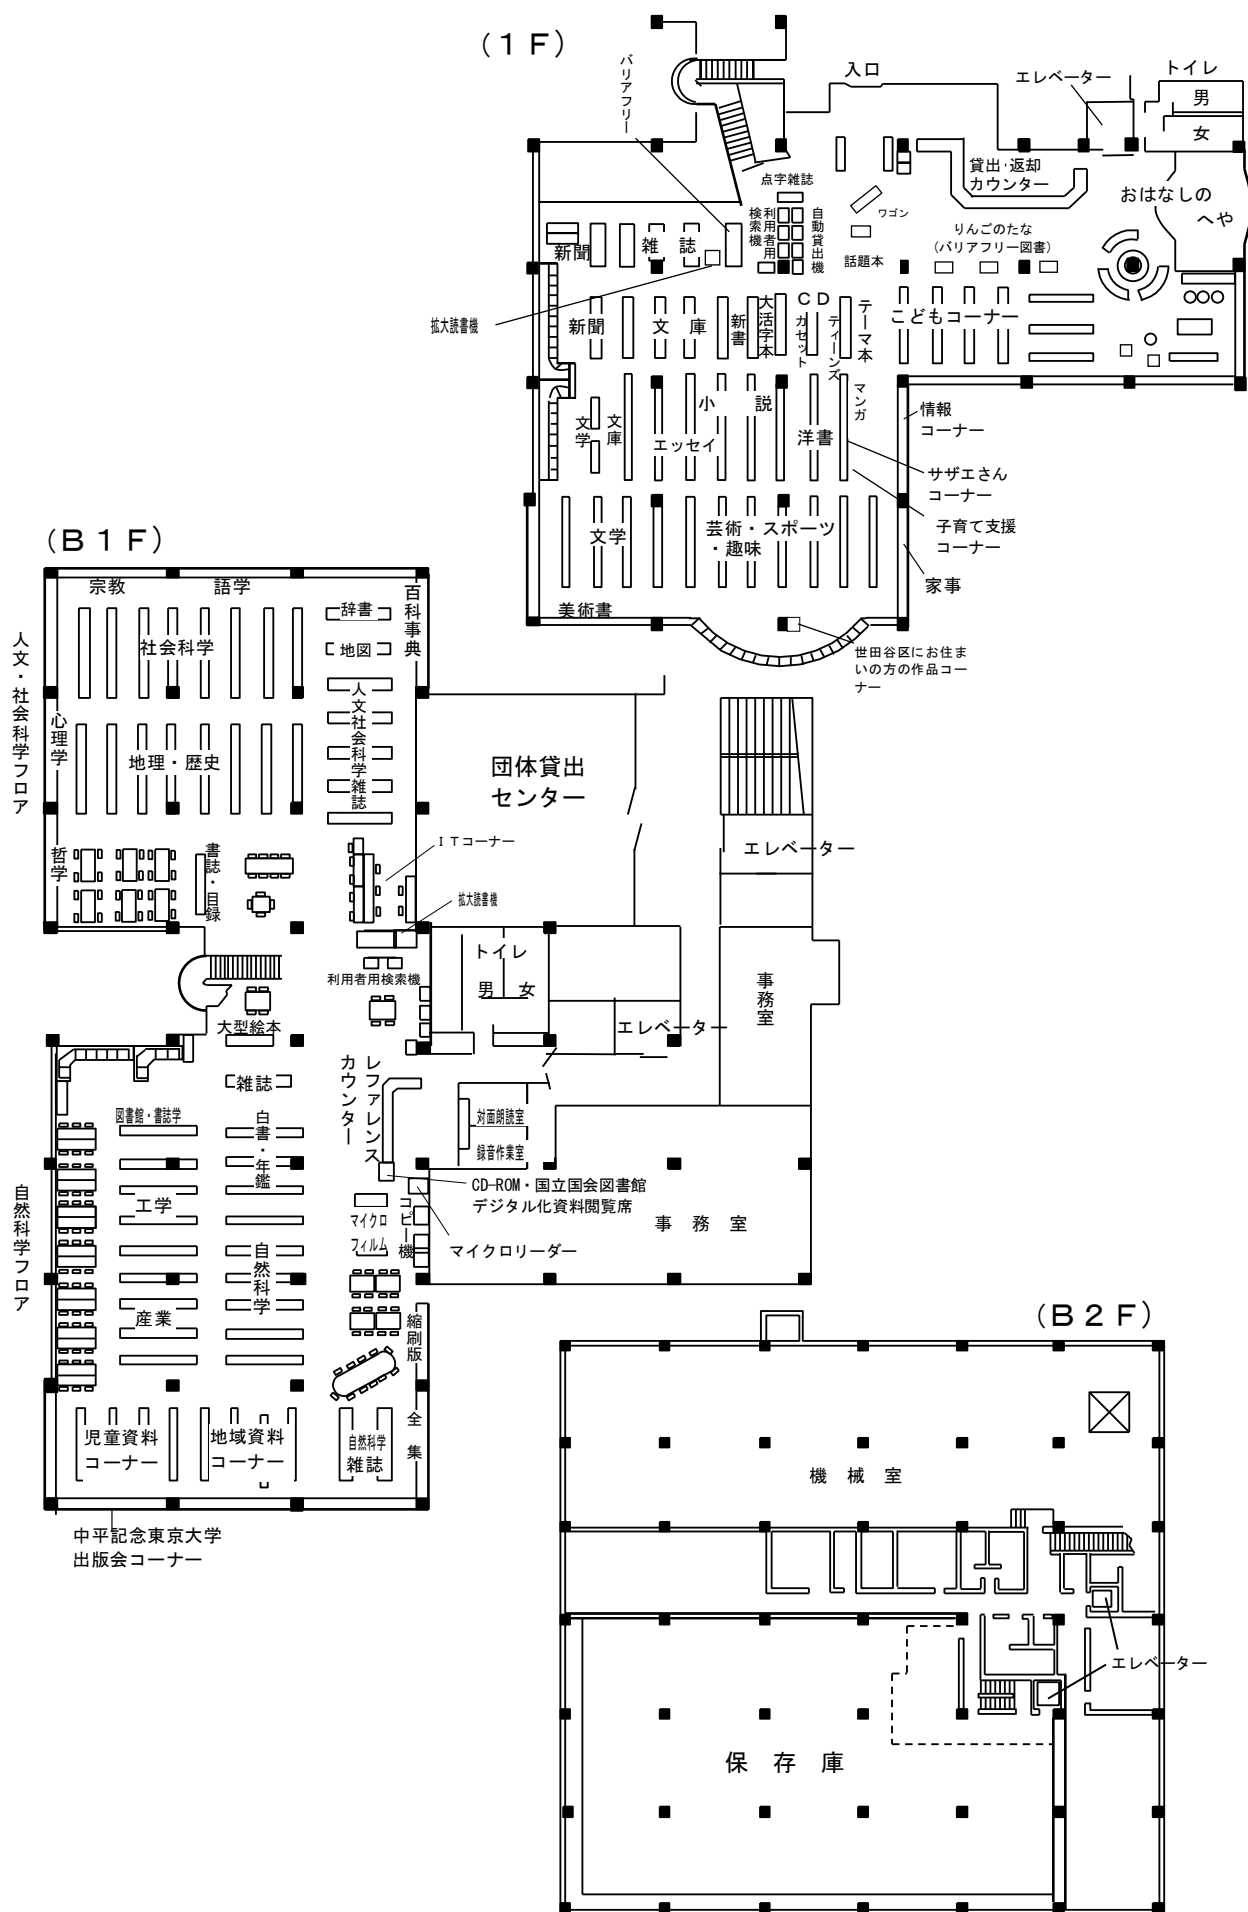 (１Ｆ)
バリアフリー
入口
エレベーター
トイレ
男
女
貸出・返却
カウンター
おはなしの
へや
点字雑誌
利用者用
検索機
自動貸出機
ワゴン
話題本
りんごのたな
(バリアフリー図書)
新聞
雑誌
拡大読書機
新聞
文庫
新書
大活字本
ＣＤ
カセット
ティーンズ
テーマ本
こどもコーナー
マンガ
小説
文学
文庫
エッセイ
洋書
情報
コーナー
サザエさん
コーナー
子育て支援
コーナー
文学
芸術・スポーツ
・趣味
家事
美術書
世田谷区にお住ま
いの方の作品コー
ナー
(Ｂ１Ｆ)
宗教
語学
辞書
百科事典
社会科学
地図
人文・社会科学フロア
心理学
人文社会科学雑誌
地理・歴史
団体貸出
センター
エレベーター
哲学
書誌・目録
ＩＴコーナー
拡大読書機
トイレ
男
女
利用者用検索機
事務室
大型絵本
エレベーター
雑誌
レファレンス
カウンター
図書館・書誌学
白書・年鑑
対面朗読室
録音作業室
CD-ROM・国立国会図書館
デジタル化資料閲覧席
自然科学フロア
工学
マイクロ
フィルム
コピー機
マイクロリーダー
事務室
自然科学
産業
縮刷版
児童資料
コーナー
地域資料
コーナー
自然科学
雑誌
全集
中平記念東京大学
出版会コーナー
(Ｂ２Ｆ)
機械室
エレベーター
保存庫